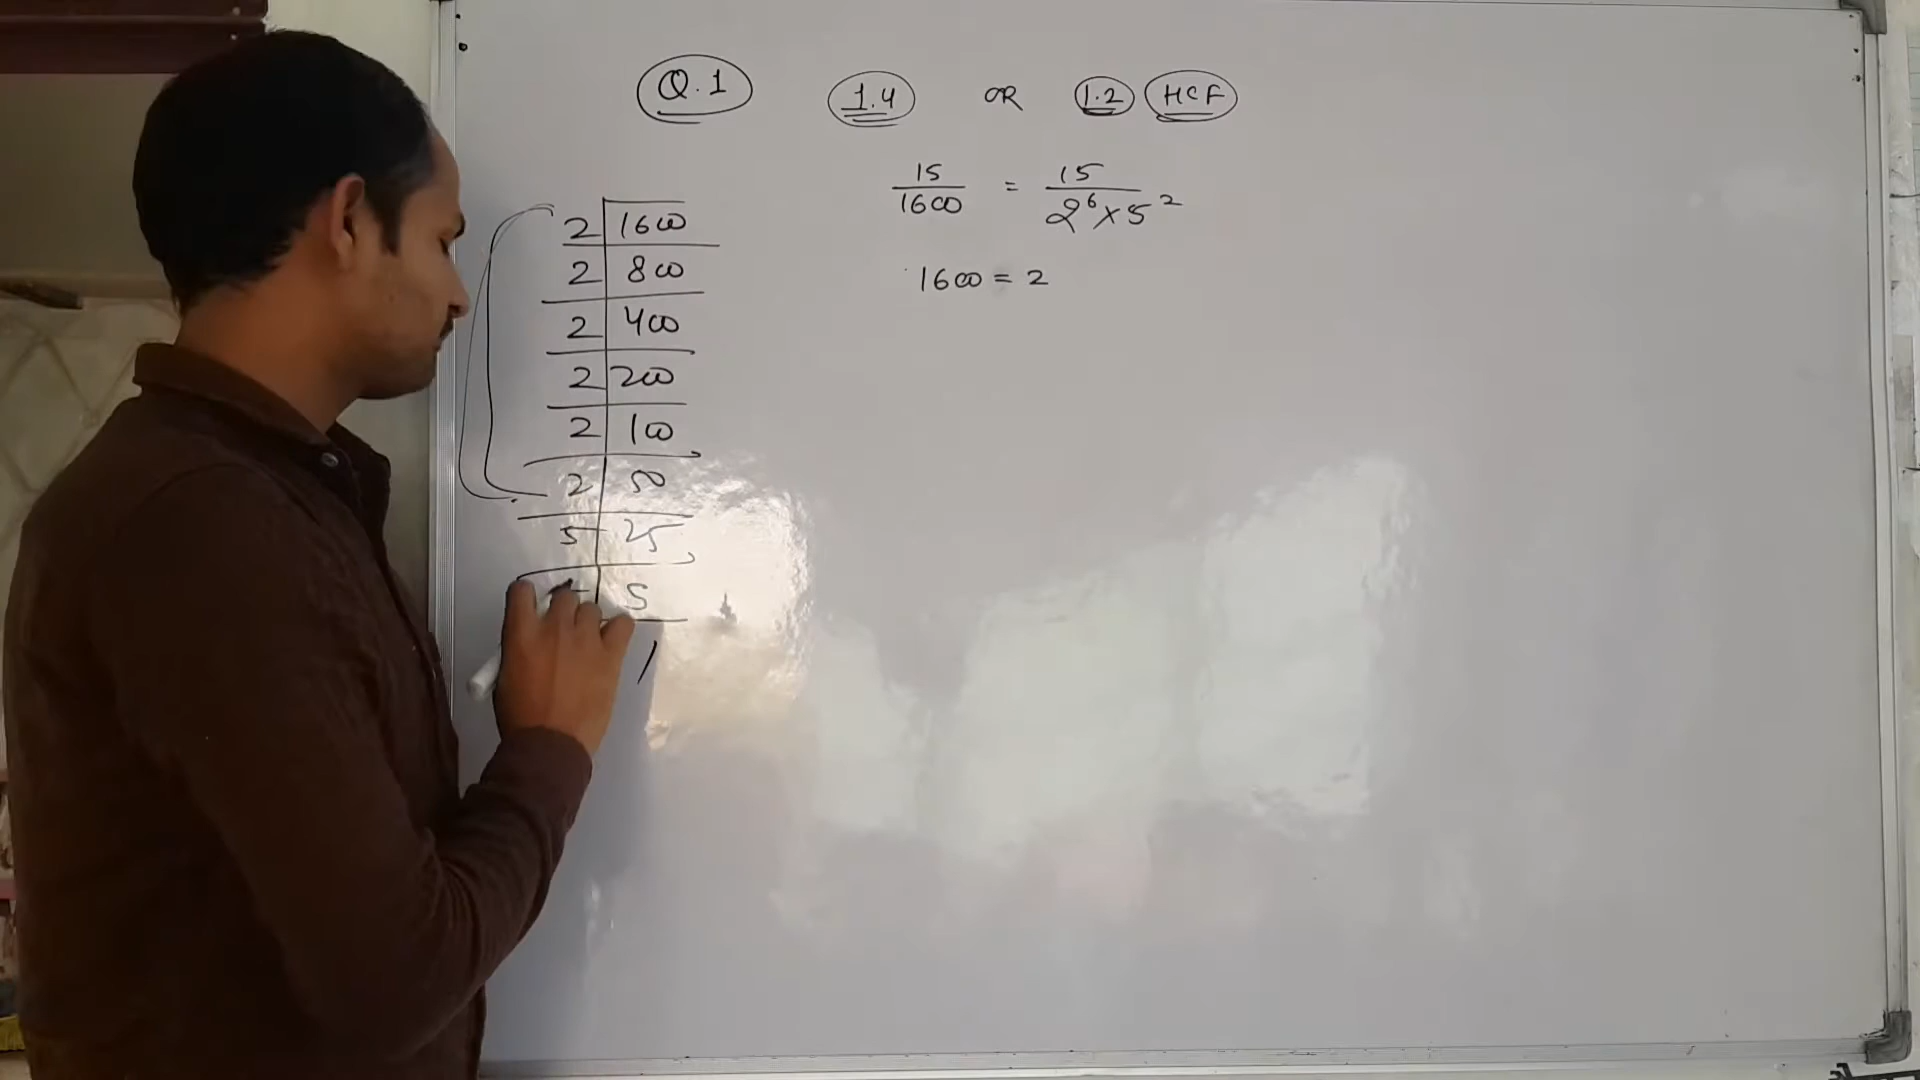 Q.1 1.4 OR 1.2 HCF
15/1600 = 15/2⁶×5²
1600 = 2
2 | 1600
2 | 800
2 | 400
2 | 200
2 | 100
2 | 50
5 | 25
5
1